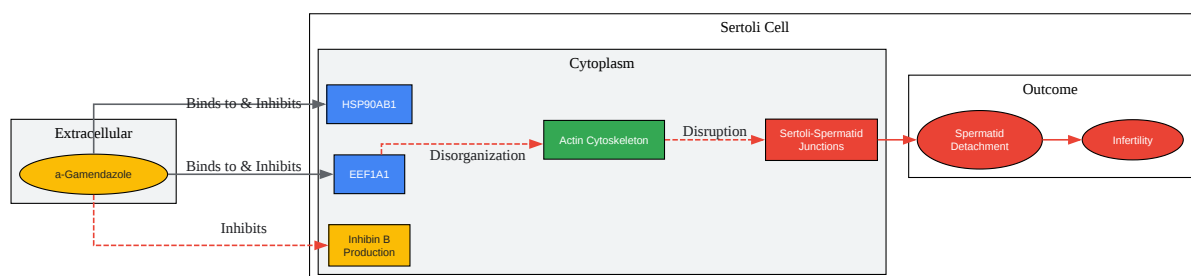 Sertoli Cell
Cytoplasm
Outcome
Extracellular
a-Gamendazole
Binds to & Inhibits
HSP90AB1
Binds to & Inhibits
EEF1A1
Disorganization
Actin Cytoskeleton
Disruption
Sertoli-Spermatid
Junctions
Spermatid
Detachment
Infertility
Inhibits
Inhibin B
Production